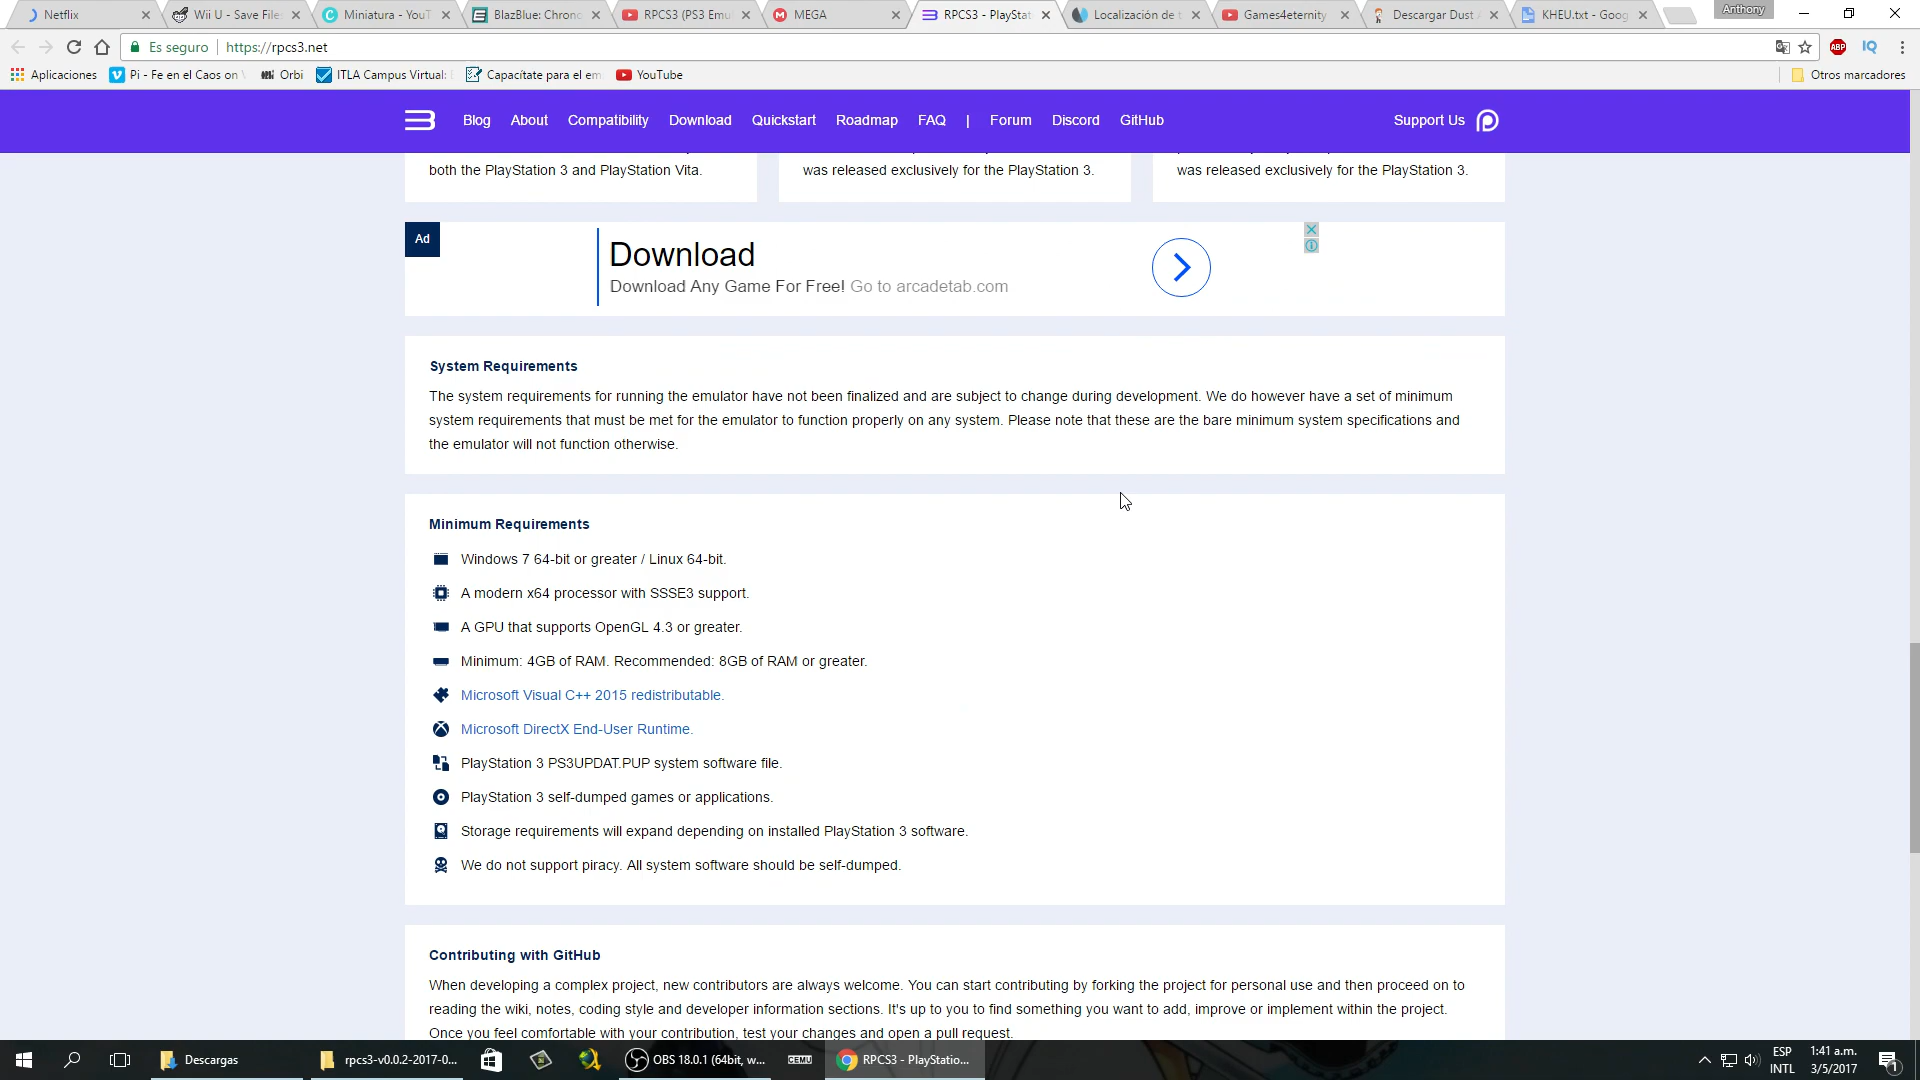 Netflix
Wii U - Save File
Miniatura - YouT
BlazBlue: Chrono
RPCS3 (PS3 Emu
MEGA
RPCS3 - PlayStat
Localización de t
Games4eternity
Descargar Dust
KHEU.txt - Goog
Anthony
Es seguro
https://rpcs3.net
ABP
IQ
Aplicaciones
Pi - Fe en el Caos on
Orbi
ITLA Campus Virtual:
Capacítate para el em
YouTube
Otros marcadores
Blog
About
Compatibility
Download
Quickstart
Roadmap
FAQ
|
Forum
Discord
GitHub
Support Us
both the PlayStation 3 and PlayStation Vita.
was released exclusively for the PlayStation 3.
was released exclusively for the PlayStation 3.
Ad
Download
Download Any Game For Free! Go to arcadetab.com
System Requirements
The system requirements for running the emulator have not been finalized and are subject to change during development. We do however have a set of minimum
system requirements that must be met for the emulator to function properly on any system. Please note that these are the bare minimum system specifications and
the emulator will not function otherwise.
Minimum Requirements
Windows 7 64-bit or greater / Linux 64-bit.
A modern x64 processor with SSSE3 support.
A GPU that supports OpenGL 4.3 or greater.
Minimum: 4GB of RAM. Recommended: 8GB of RAM or greater.
Microsoft Visual C++ 2015 redistributable.
Microsoft DirectX End-User Runtime.
PlayStation 3 PS3UPDAT.PUP system software file.
PlayStation 3 self-dumped games or applications.
Storage requirements will expand depending on installed PlayStation 3 software.
We do not support piracy. All system software should be self-dumped.
Contributing with GitHub
When developing a complex project, new contributors are always welcome. You can start contributing by forking the project for personal use and then proceed on to
reading the wiki, notes, coding style and developer information sections. It's up to you to find something you want to add, improve or implement within the project.
Once you feel comfortable with your contribution, test your changes and open a pull request.
Descargas
rpcs3-v0.0.2-2017-0...
OBS 18.0.1 (64bit, w...
CEMU
RPCS3 - PlayStatio...
ESP
INTL
1:41 a.m.
3/5/2017
1